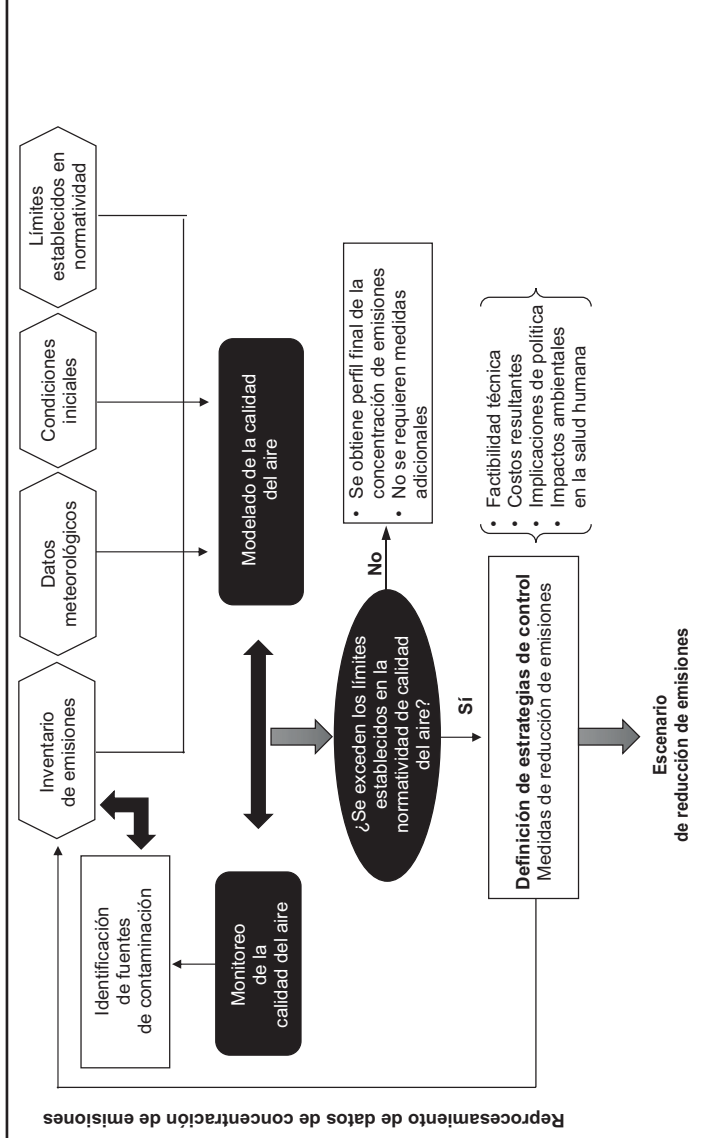 Reprocesamiento de datos de concentración de emisiones
Inventario
de emisiones
Datos
meteorológicos
Condiciones
iniciales
Límites
establecidos en
normatividad
Identificación
de fuentes
de contaminación
Monitoreo
de la
calidad del aire
Modelado de la calidad
del aire
¿Se exceden los límites
establecidos en la
normatividad de calidad
del aire?
No
• Se obtiene perfil final de la
concentración de emisiones
• No se requieren medidas
adicionales
Sí
Definición de estrategias de control
Medidas de reducción de emisiones
• Factibilidad técnica
• Costos resultantes
• Implicaciones de política
• Impactos ambientales
en la salud humana
Escenario
de reducción de emisiones